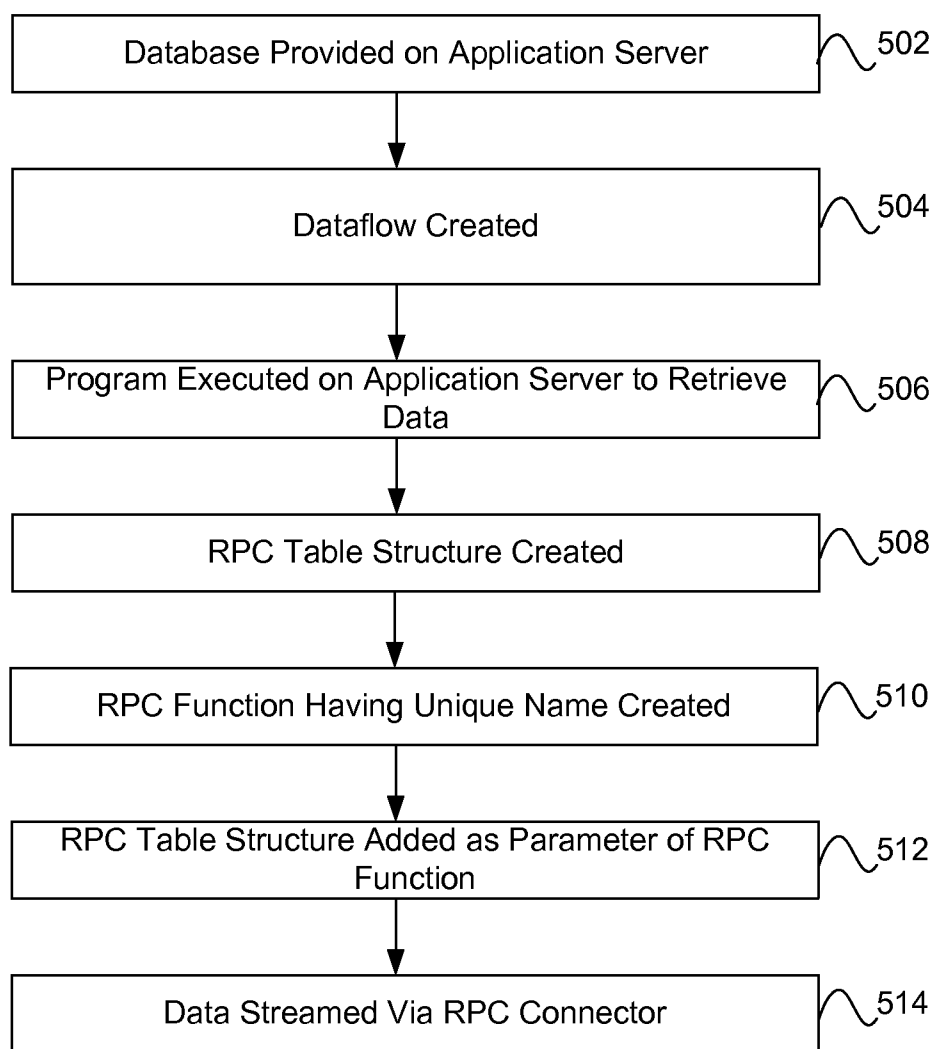 Database Provided on Application Server
502
Dataflow Created
504
Program Executed on Application Server to Retrieve
Data
506
RPC Table Structure Created
508
RPC Function Having Unique Name Created
510
RPC Table Structure Added as Parameter of RPC
Function
512
Data Streamed Via RPC Connector
514